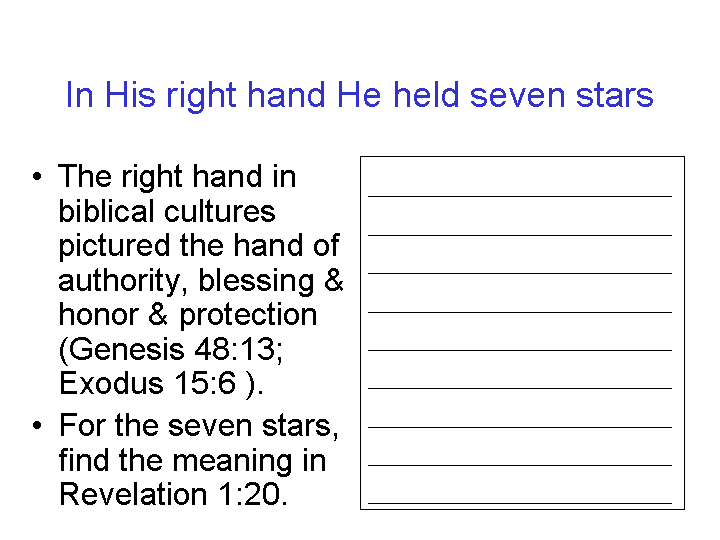 In His right hand He held seven stars
• The right hand in
biblical cultures
pictured the hand of
authority, blessing &
honor & protection
(Genesis 48:13;
Exodus 15:6 ).
• For the seven stars,
find the meaning in
Revelation 1:20.